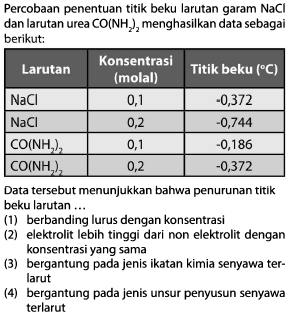 Percobaan penentuan titik beku larutan garam NaCl
dan larutan urea CO(NH₂)₂ menghasilkan data sebagai
berikut:
Larutan Konsentrasi (molal) Titik beku (°C)
NaCl 0,1 -0,372
NaCl 0,2 -0,744
CO(NH₂)₂ 0,1 -0,186
CO(NH₂)₂ 0,2 -0,372
Data tersebut menunjukkan bahwa penurunan titik
beku larutan ...
(1) berbanding lurus dengan konsentrasi
(2) elektrolit lebih tinggi dari non elektrolit dengan
konsentrasi yang sama
(3) bergantung pada jenis ikatan kimia senyawa ter-
larut
(4) bergantung pada jenis unsur penyusun senyawa
terlarut